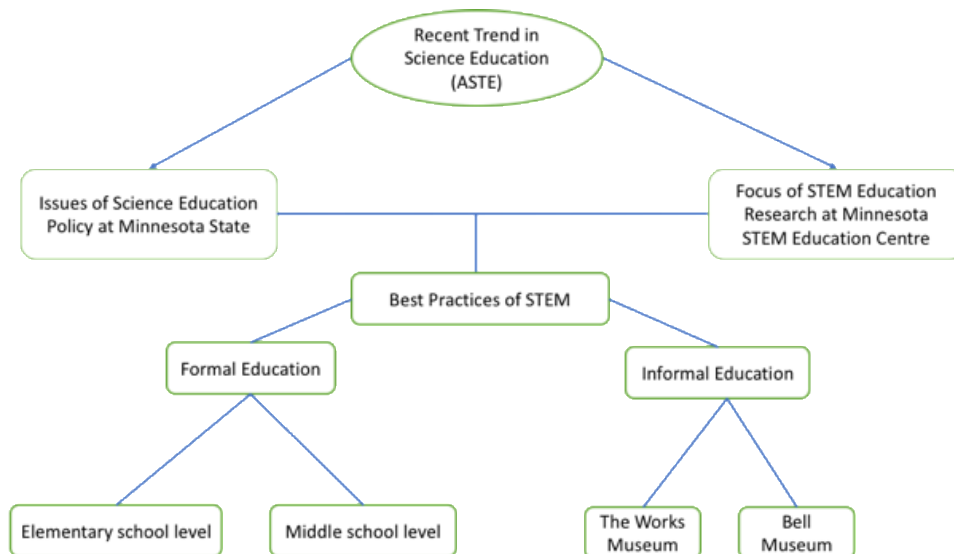 Recent Trend in
Science Education
(ASTE)
Issues of Science Education
Policy at Minnesota State
Focus of STEM Education
Research at Minnesota
STEM Education Centre
Best Practices of STEM
Formal Education
Informal Education
Elementary school level
Middle school level
The Works
Museum
Bell
Museum